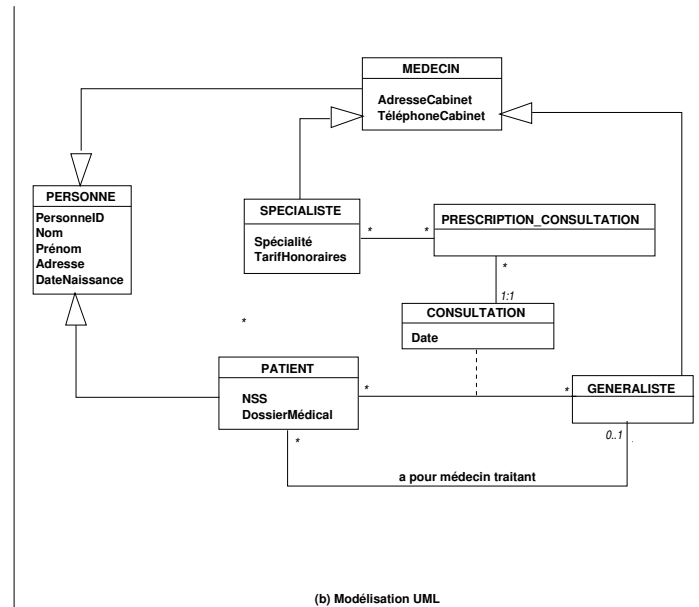 MEDECIN
AdresseCabinet
TéléphoneCabinet
PERSONNE
PersonneID
Nom
Prénom
Adresse
DateNaissance
SPECIALISTE
Spécialité
TarifHonoraires
*
*
PRESCRIPTION_CONSULTATION
*
1:1
CONSULTATION
Date
*
PATIENT
NSS
DossierMédical
*
*
GENERALISTE
*
0..1
a pour médecin traitant
(b) Modélisation UML